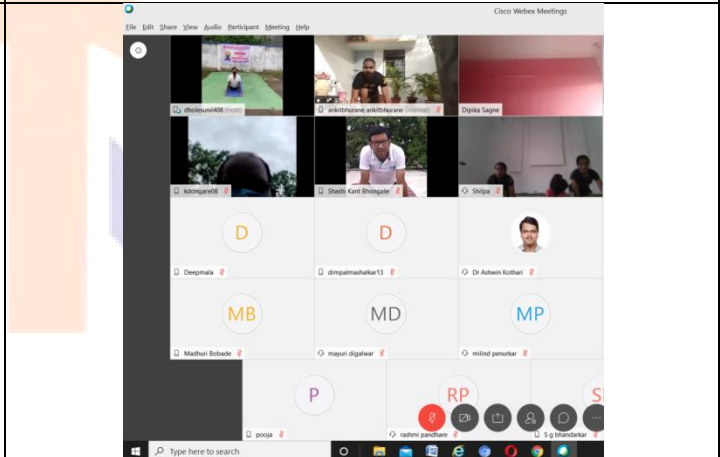 Cisco Webex Meetings
File Edit Share View Audio Participant Meeting Help
dholesunil408 (Host)
ankitbhurane ankitbhurane (internal)
Dipika Sagne
kdongare08
Shashi Kant Bhongale
Shilpa
D
D
Deepmala
dimpalmashalkar13
Dr Ashwin Kothari
MB
MD
MP
Madhuri Bobade
mayuri digalwar
milind penurkar
P
RP
pooja
rashmi pandhare
S g bhandarkar
Type here to search